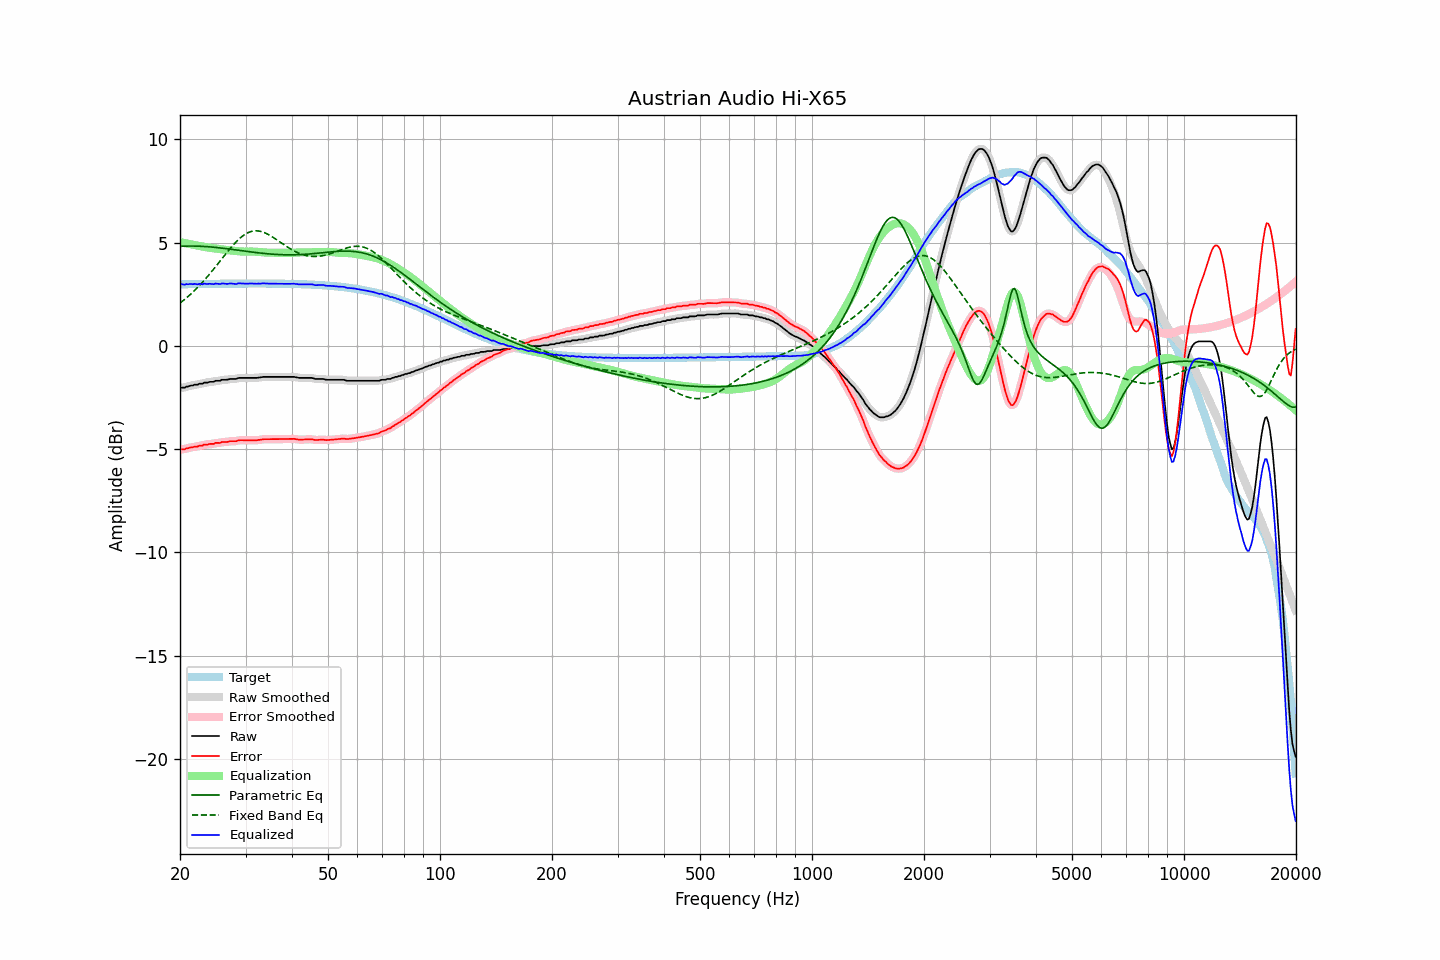 Austrian Audio Hi-X65
10
5
0
−5
−10
−15
−20
Amplitude (dBr)
Target
Raw Smoothed
Error Smoothed
Raw
Error
Equalization
Parametric Eq
Fixed Band Eq
Equalized
20 50 100 200 500 1000 2000 5000 10000 20000
Frequency (Hz)